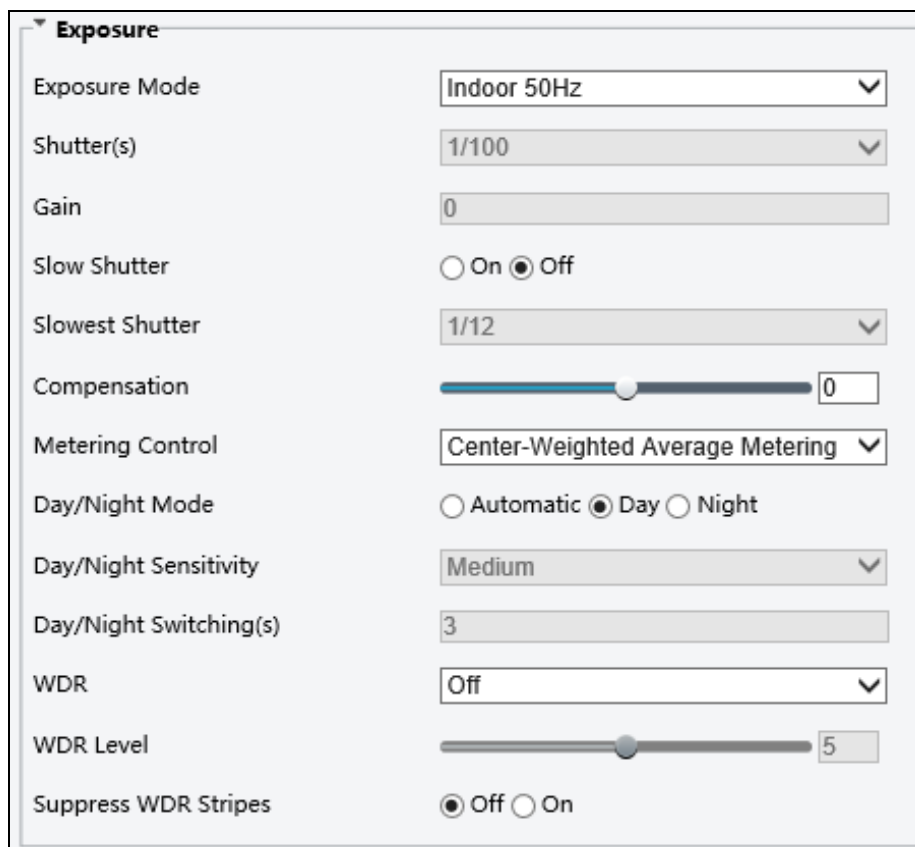 Exposure
Exposure Mode Indoor 50Hz
Shutter(s) 1/100
Gain 0
Slow Shutter On Off
Slowest Shutter 1/12
Compensation 0
Metering Control Center-Weighted Average Metering
Day/Night Mode Automatic Day Night
Day/Night Sensitivity Medium
Day/Night Switching(s) 3
WDR Off
WDR Level 5
Suppress WDR Stripes Off On